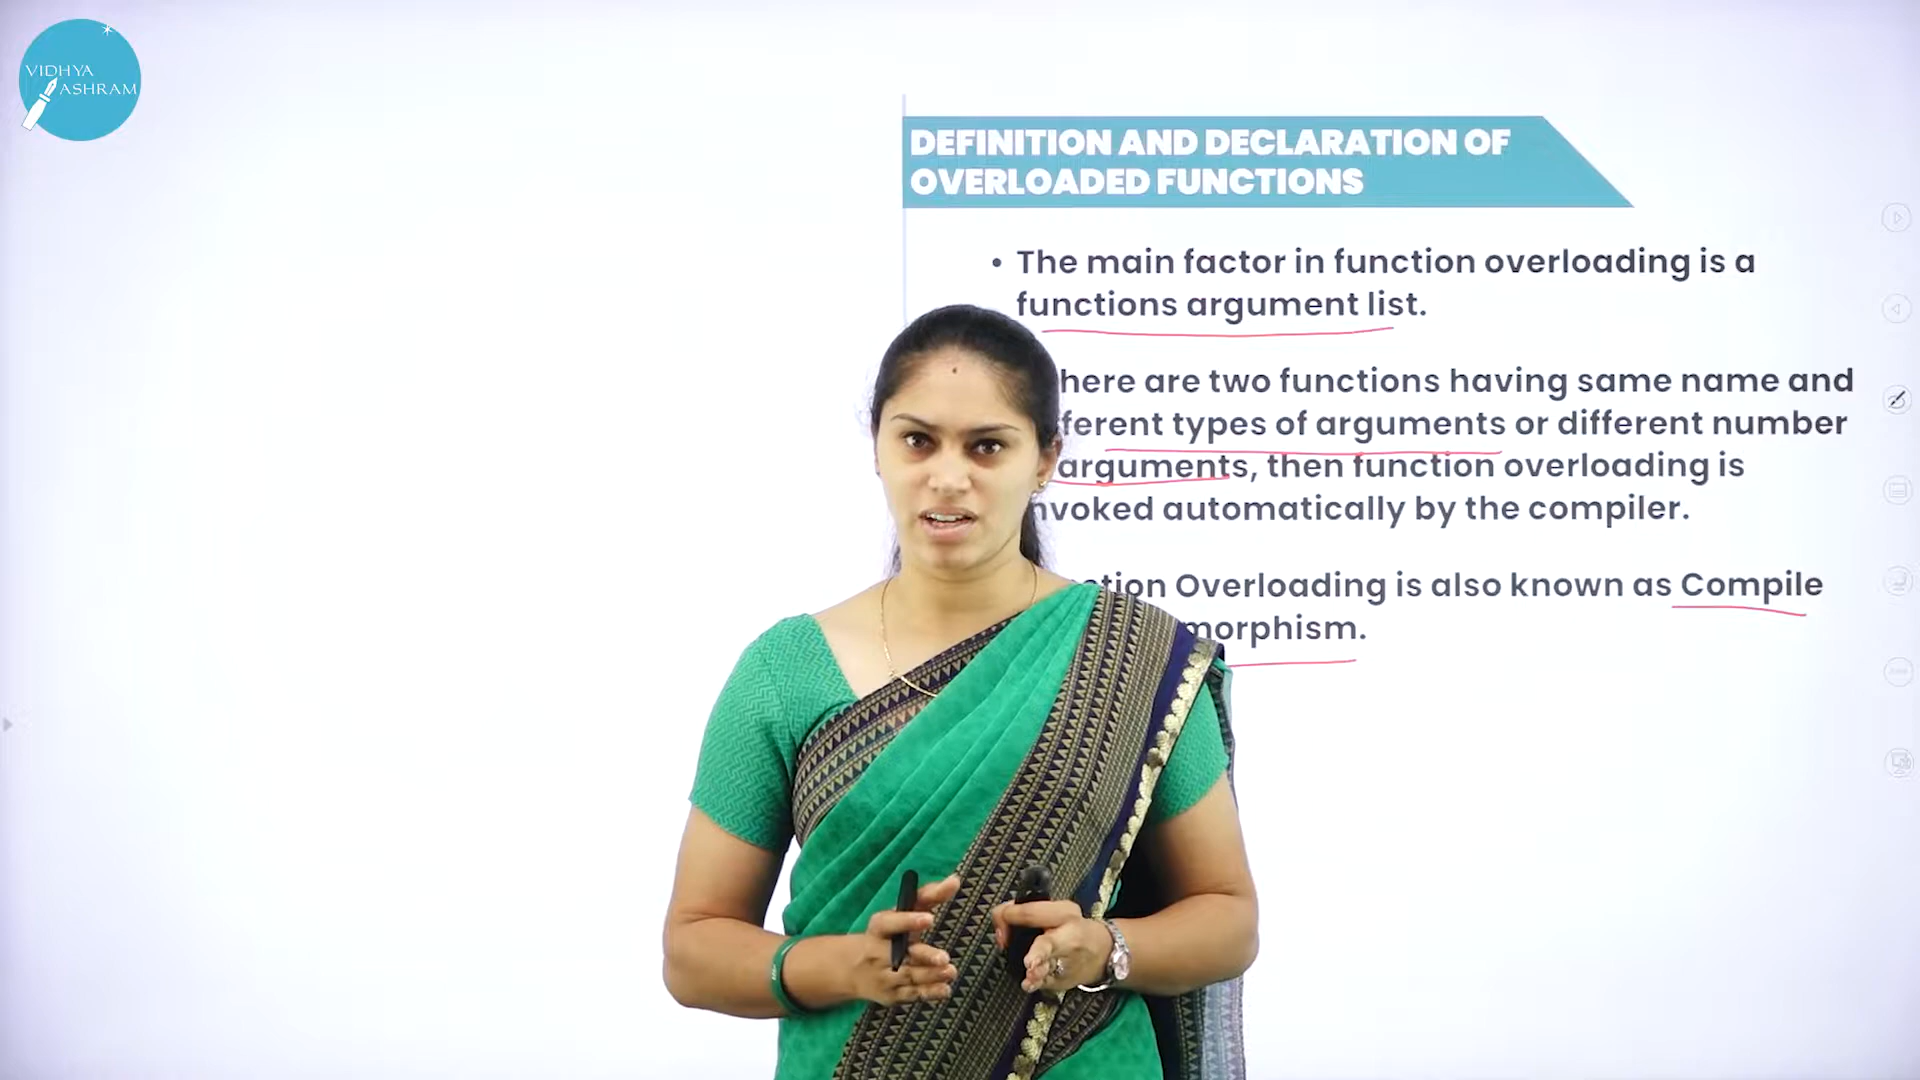 VIDHYA
ASHRAM
DEFINITION AND DECLARATION OF
OVERLOADED FUNCTIONS
• The main factor in function overloading is a
functions argument list.
here are two functions having same name and
ferent types of arguments or different number
arguments, then function overloading is
nvoked automatically by the compiler.
ction Overloading is also known as Compile
morphism.